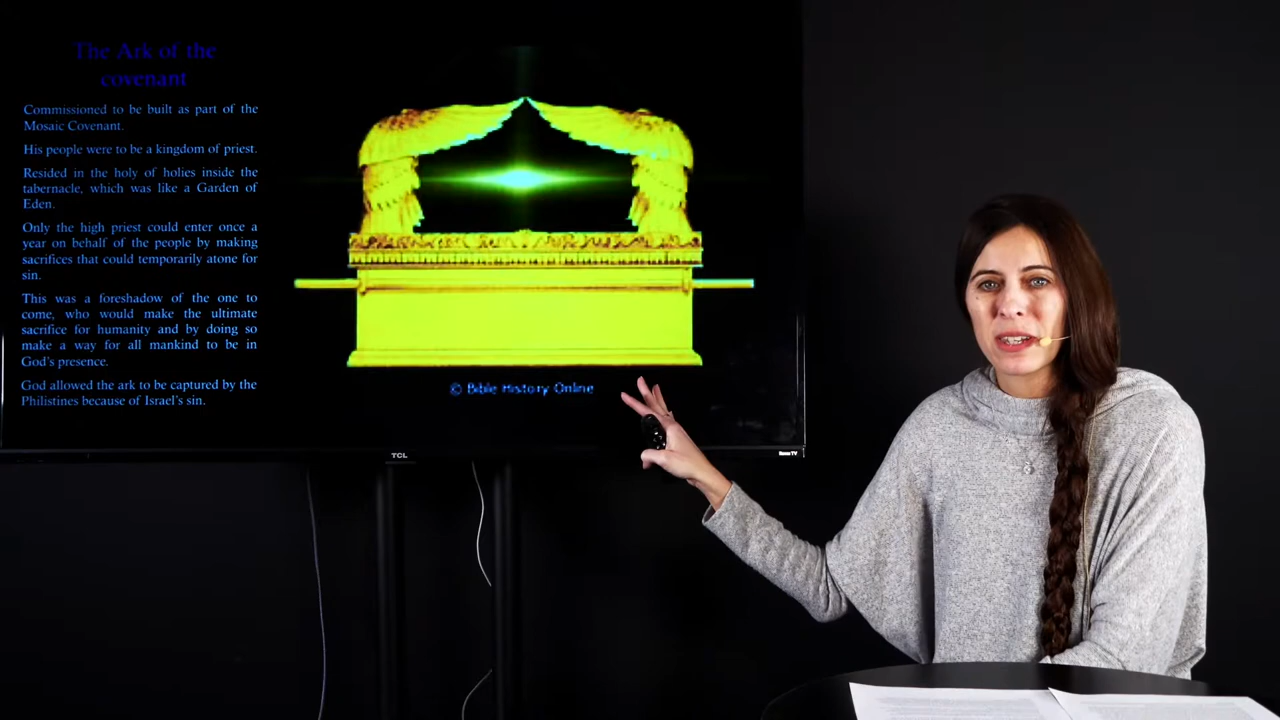 The Ark of the
covenant
Commissioned to be built as part of the
Mosaic Covenant.
His people were to be a kingdom of priest.
Resided in the holy of holies inside the
tabernacle, which was like a Garden of
Eden.
Only the high priest could enter once a
year on behalf of the people by making
sacrifices that could temporarily atone for
sin.
This was a foreshadow of the one to
come, who would make the ultimate
sacrifice for humanity and by doing so
make a way for all mankind to be in
God's presence.
God allowed the ark to be captured by the
Philistines because of Israel's sin.
© Bible History Online
TCL
Roku TV